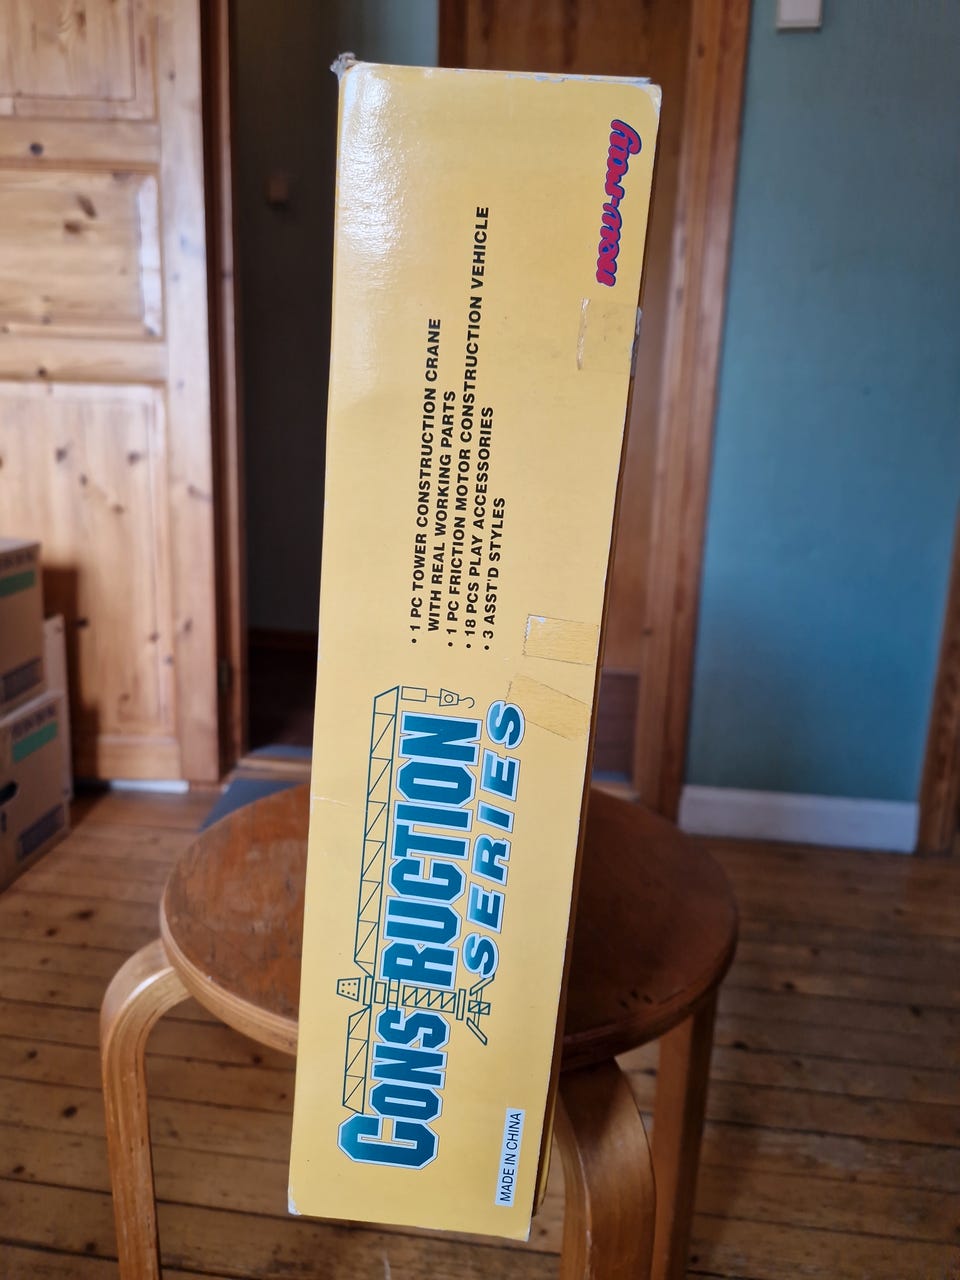 new-ray
• 1 PC TOWER CONSTRUCTION CRANE
WITH REAL WORKING PARTS
• 1 PC FRICTION MOTOR CONSTRUCTION VEHICLE
• 18 PCS PLAY ACCESSORIES
• 3 ASST'D STYLES
CONSTRUCTION
SERIES
MADE IN CHINA